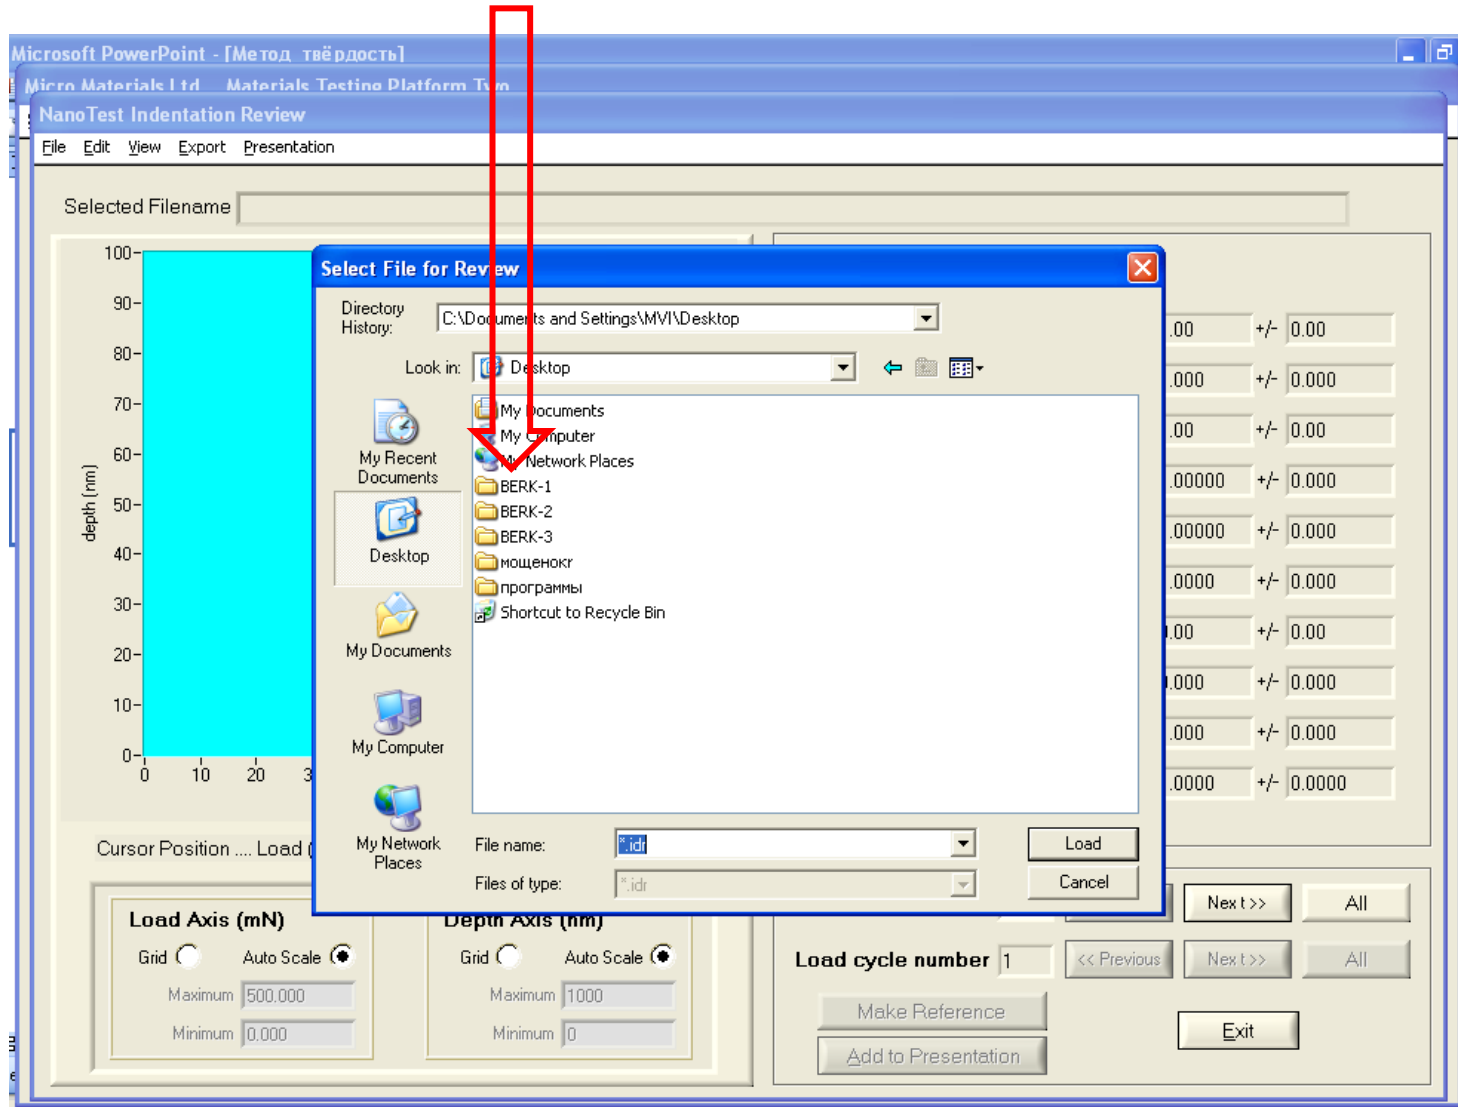 Microsoft PowerPoint - [Метод твёрдость]
Micro Materials Ltd Materials Testing Platform Two
NanoTest Indentation Review
File Edit View Export Presentation
Selected Filename
100
90
80
70
60
50
40
30
20
10
0
depth (nm)
0 10 20
Select File for Review
Directory
History:
C:\Documents and Settings\MVI\Desktop
Look in: Desktop
My Recent
Documents
Desktop
My Documents
My Computer
My Network
Places
My Documents
My Computer
My Network Places
BERK-1
BERK-2
BERK-3
мощенокг
программы
Shortcut to Recycle Bin
File name: *.idr
Load
Files of type: *.idr
Cancel
.00 +/- 0.00
.000 +/- 0.000
.00 +/- 0.00
.00000 +/- 0.000
.00000 +/- 0.000
.0000 +/- 0.000
.00 +/- 0.00
.000 +/- 0.000
.000 +/- 0.000
.0000 +/- 0.0000
Cursor Position .... Load (
Load Axis (mN)
Grid Auto Scale
Maximum 500.000
Minimum 0.000
Depth Axis (nm)
Grid Auto Scale
Maximum 1000
Minimum 0
Next>> All
Load cycle number 1 << Previous Next>> All
Make Reference
Add to Presentation
Exit